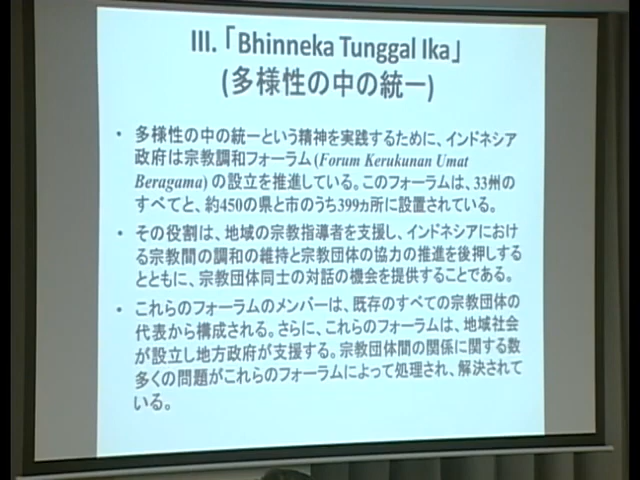 III. 「Bhinneka Tunggal Ika」
(多様性の中の統一)
• 多様性の中の統一という精神を実践するために、インドネシア
政府は宗教調和フォーラム (Forum Kerukunan Umat
Beragama) の設立を推進している。このフォーラムは、33州の
すべてと、約450の県と市のうち399ヵ所に設置されている。
• その役割は、地域の宗教指導者を支援し、インドネシアにおけ
る宗教間の調和の維持と宗教団体の協力の推進を後押しする
とともに、宗教団体同士の対話の機会を提供することである。
• これらのフォーラムのメンバーは、既存のすべての宗教団体の
代表から構成される。さらに、これらのフォーラムは、地域社会
が設立し地方政府が支援する。宗教団体間の関係に関する数
多くの問題がこれらのフォーラムによって処理され、解決されて
いる。